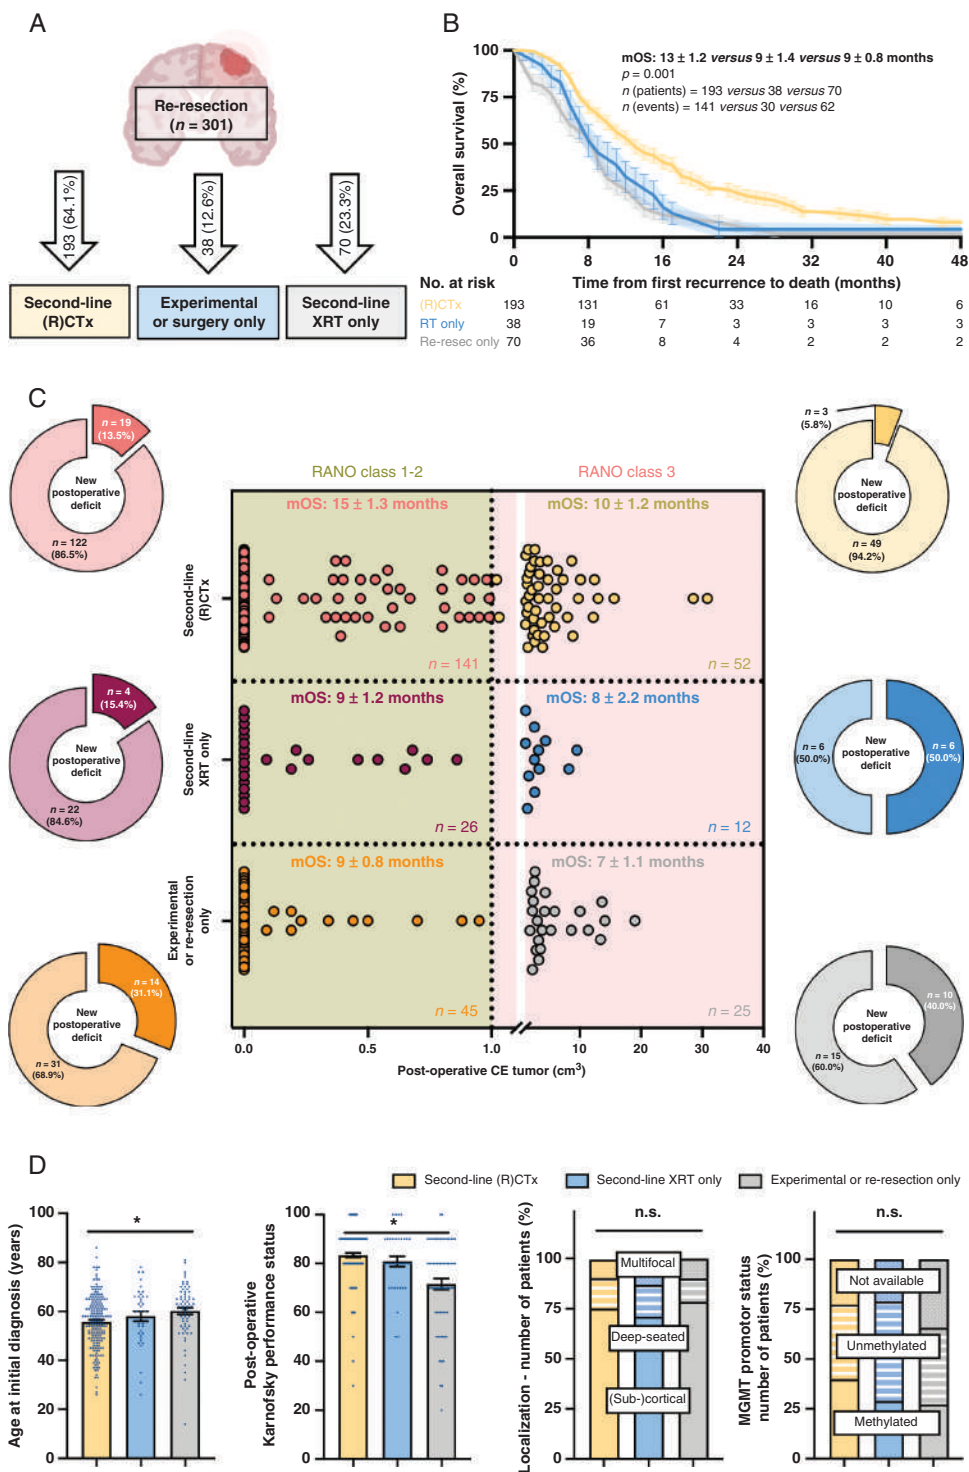 A
Re-resection
(n = 301)
193 (64.1%)
38 (12.6%)
70 (23.3%)
Second-line
(R)CTx
Experimental
or surgery only
Second-line
XRT only
B
Overall survival (%)
100
75
50
25
0
mOS: 13 ± 1.2 versus 9 ± 1.4 versus 9 ± 0.8 months
p = 0.001
n (patients) = 193 versus 38 versus 70
n (events) = 141 versus 30 versus 62
0 8 16 24 32 40 48
No. at risk Time from first recurrence to death (months)
(R)CTx 193 131 61 33 16 10 6
RT only 38 19 7 3 3 3 3
Re-resec only 70 36 8 4 2 2 2
C
n = 19
(13.5%)
New
postoperative
deficit
n = 122
(86.5%)
n = 4
(15.4%)
New
postoperative
deficit
n = 22
(84.6%)
n = 14
(31.1%)
New
postoperative
deficit
n = 31
(68.9%)
RANO class 1-2
RANO class 3
Second-line
(R)CTx
mOS: 15 ± 1.3 months
n = 141
mOS: 10 ± 1.2 months
n = 52
Second-line
XRT only
mOS: 9 ± 1.2 months
n = 26
mOS: 8 ± 2.2 months
n = 12
Experimental
or re-resection
only
mOS: 9 ± 0.8 months
n = 45
mOS: 7 ± 1.1 months
n = 25
0.0 0.5 1.0 10 20 30 40
Post-operative CE tumor (cm³)
n = 3
(5.8%)
New
postoperative
deficit
n = 49
(94.2%)
n = 6
(50.0%)
New
postoperative
deficit
n = 6
(50.0%)
n = 10
(40.0%)
New
postoperative
deficit
n = 15
(60.0%)
D
Second-line (R)CTx
Second-line XRT only
Experimental or re-resection only
Age at initial diagnosis (years)
100
80
60
40
20
0
*
Post-operative
Karnofsky performance status
100
80
60
40
20
0
*
Localization - number of patients (%)
100
75
50
25
0
n.s.
Multifocal
Deep-seated
(Sub-)cortical
MGMT promotor status
number of patients (%)
100
75
50
25
0
n.s.
Not available
Unmethylated
Methylated